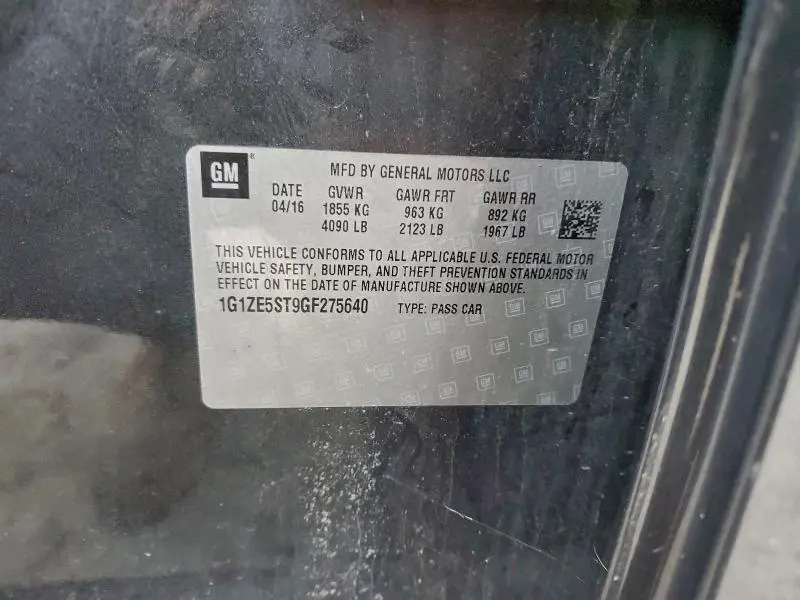 GM ®
MFD BY GENERAL MOTORS LLC
DATE GVWR GAWR FRT GAWR RR
04/16 1855 KG 963 KG 892 KG
4090 LB 2123 LB 1967 LB
THIS VEHICLE CONFORMS TO ALL APPLICABLE U.S. FEDERAL MOTOR
VEHICLE SAFETY, BUMPER, AND THEFT PREVENTION STANDARDS IN
EFFECT ON THE DATE OF MANUFACTURE SHOWN ABOVE.
1G1ZE5ST9GF275640 TYPE: PASS CAR